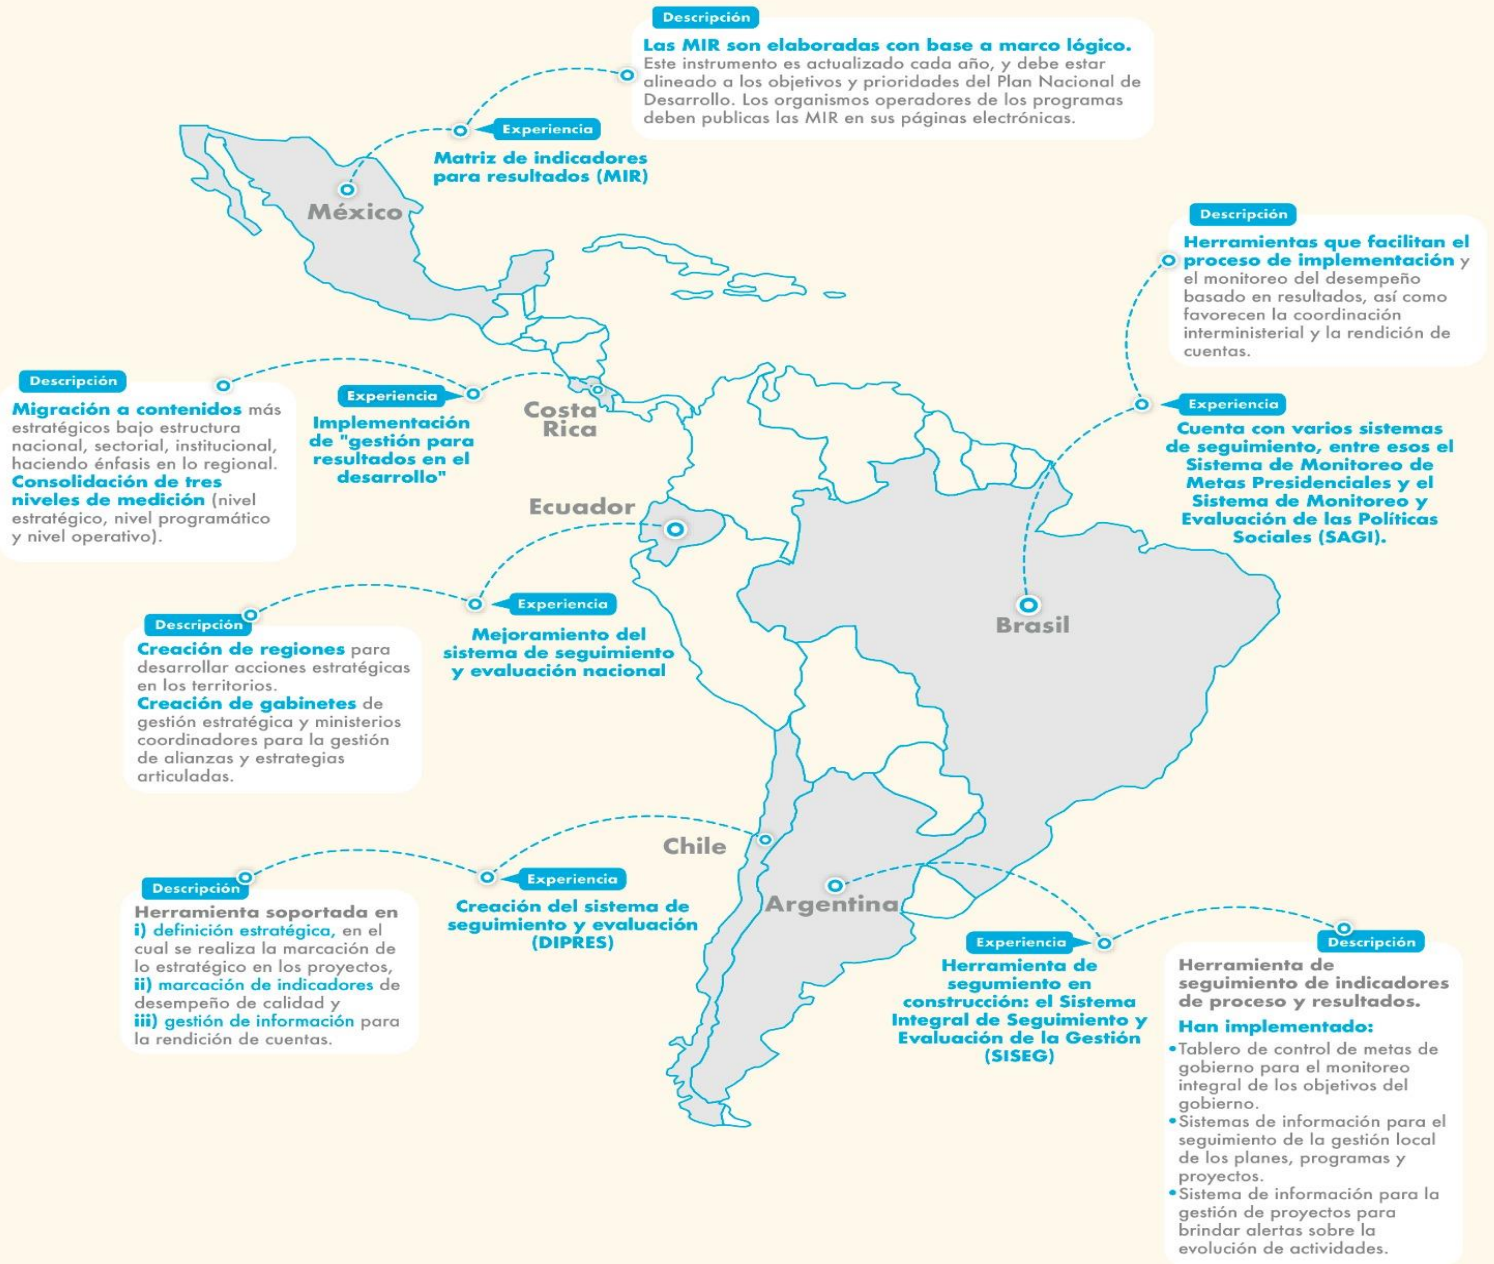 Descripción
Las MIR son elaboradas con base a marco lógico.
Este instrumento es actualizado cada año, y debe estar
alineado a los objetivos y prioridades del Plan Nacional de
Desarrollo. Los organismos operadores de los programas
deben publicas las MIR en sus páginas electrónicas.
Experiencia
Matriz de indicadores
para resultados (MIR)
México
Descripción
Herramientas que facilitan el
proceso de implementación y
el monitoreo del desempeño
basado en resultados, así como
favorecen la coordinación
interministerial y la rendición de
cuentas.
Experiencia
Cuenta con varios sistemas
de seguimiento, entre esos el
Sistema de Monitoreo de
Metas Presidenciales y el
Sistema de Monitoreo y
Evaluación de las Políticas
Sociales (SAGI).
Brasil
Descripción
Migración a contenidos más
estratégicos bajo estructura
nacional, sectorial, institucional,
haciendo énfasis en lo regional.
Consolidación de tres
niveles de medición (nivel
estratégico, nivel programático
y nivel operativo).
Experiencia
Implementación
de "gestión para
resultados en el
desarrollo"
Costa
Rica
Ecuador
Experiencia
Mejoramiento del
sistema de seguimiento
y evaluación nacional
Descripción
Creación de regiones para
desarrollar acciones estratégicas
en los territorios.
Creación de gabinetes de
gestión estratégica y ministerios
coordinadores para la gestión
de alianzas y estrategias
articuladas.
Chile
Experiencia
Creación del sistema de
seguimiento y evaluación
(DIPRES)
Descripción
Herramienta soportada en
i) definición estratégica, en el
cual se realiza la marcación de
lo estratégico en los proyectos,
ii) marcación de indicadores de
desempeño de calidad y
iii) gestión de información para
la rendición de cuentas.
Argentina
Experiencia
Herramienta de
segumiento en
construcción: el Sistema
Integral de Seguimiento y
Evaluación de la Gestión
(SISEG)
Descripción
Herramienta de
seguimiento de indicadores
de proceso y resultados.
Han implementado:
•Tablero de control de metas de
gobierno para el monitoreo
integral de los objetivos del
gobierno.
•Sistemas de información para el
seguimiento de la gestión local
de los planes, programas y
proyectos.
•Sistema de información para la
gestión de proyectos para
brindar alertas sobre la
evolución de actividades.